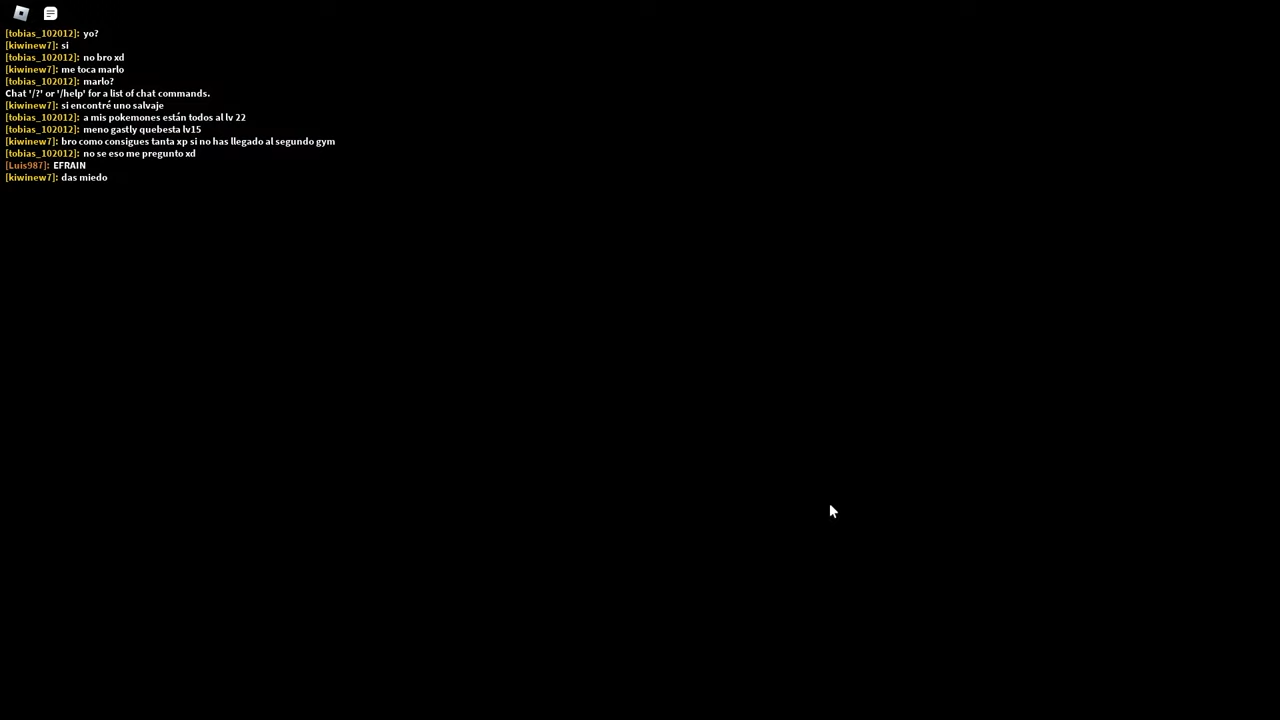 [tobias_102012]: yo?
[kiwinew7]: si
[tobias_102012]: no bro xd
[kiwinew7]: me toca marlo
[tobias_102012]: marlo?
Chat '/?' or '/help' for a list of chat commands.
[kiwinew7]: si encontré uno salvaje
[tobias_102012]: a mis pokemones están todos al lv 22
[tobias_102012]: meno gastly quebesta lv15
[kiwinew7]: bro como consigues tanta xp si no has llegado al segundo gym
[tobias_102012]: no se eso me pregunto xd
[Luis987]: EFRAIN
[kiwinew7]: das miedo